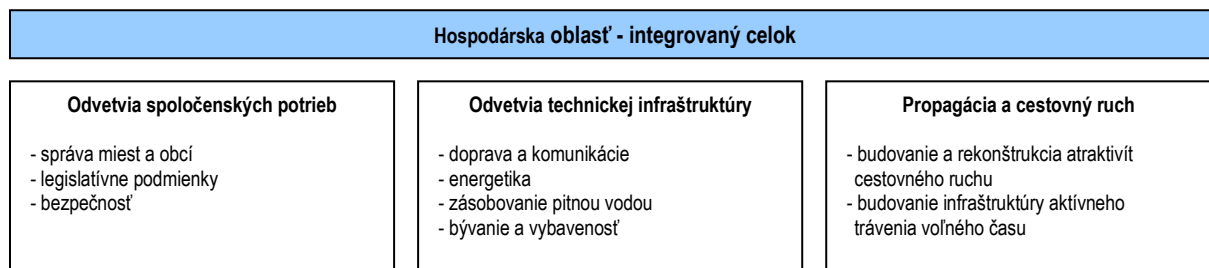 Hospodárska oblasť - integrovaný celok
Odvetvia spoločenských potrieb
- správa miest a obcí
- legislatívne podmienky
- bezpečnosť
Odvetvia technickej infraštruktúry
- doprava a komunikácie
- energetika
- zásobovanie pitnou vodou
- bývanie a vybavenosť
Propagácia a cestovný ruch
- budovanie a rekonštrukcia atraktivít
cestovného ruchu
- budovanie infraštruktúry aktívneho
trávenia voľného času